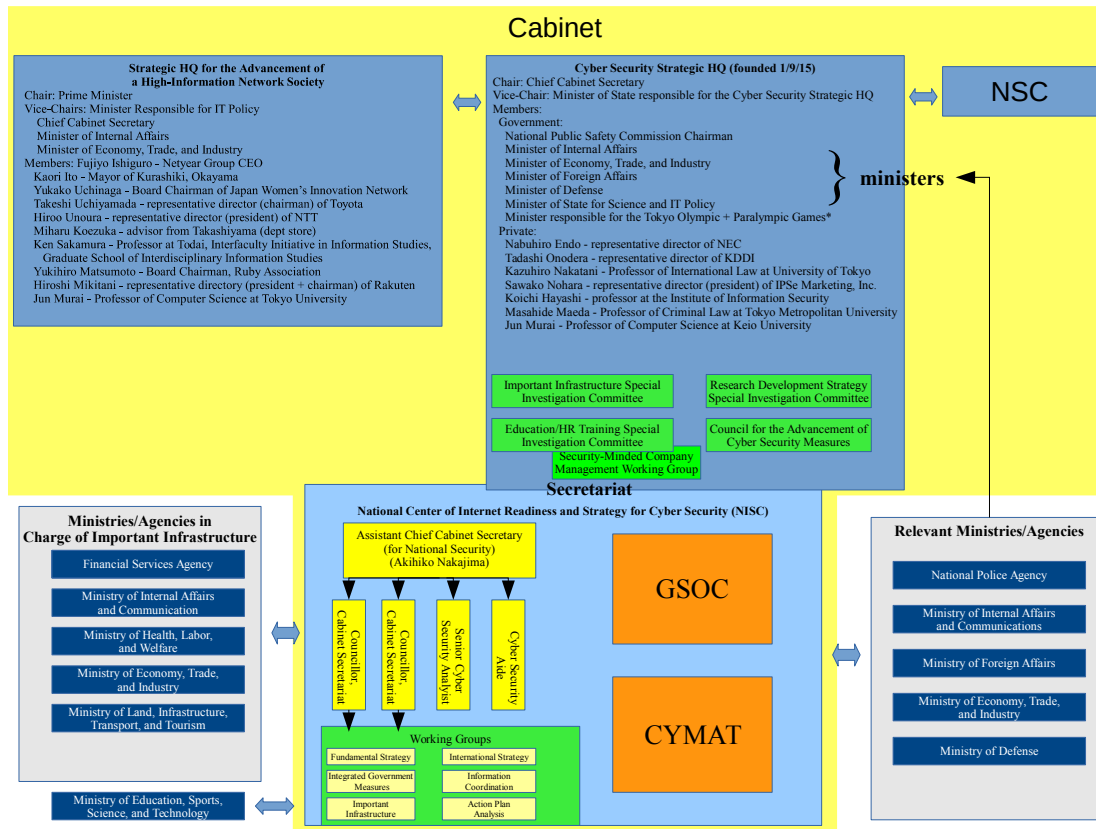 Cabinet
Strategic HQ for the Advancement of
a High-Information Network Society
Chair: Prime Minister
Vice-Chairs: Minister Responsible for IT Policy
Chief Cabinet Secretary
Minister of Internal Affairs
Minister of Economy, Trade, and Industry
Members: Fujiyo Ishiguro - Netyear Group CEO
Kaori Ito - Mayor of Kurashiki, Okayama
Yukako Uchinaga - Board Chairman of Japan Women's Innovation Network
Takeshi Uchiyamada - representative director (chairman) of Toyota
Hiroo Unoura - representative director (president) of NTT
Miharu Koezuka - advisor from Takashiyama (dept store)
Ken Sakamura - Professor at Todai, Interfaculty Initiative in Information Studies,
Graduate School of Interdisciplinary Information Studies
Yukihiro Matsumoto - Board Chairman, Ruby Association
Hiroshi Mikitani - representative directory (president + chairman) of Rakuten
Jun Murai - Professor of Computer Science at Tokyo University
Cyber Security Strategic HQ (founded 1/9/15)
Chair: Chief Cabinet Secretary
Vice-Chair: Minister of State responsible for the Cyber Security Strategic HQ
Members:
Government:
National Public Safety Commission Chairman
Minister of Internal Affairs
Minister of Economy, Trade, and Industry
Minister of Foreign Affairs
Minister of Defense
Minister of State for Science and IT Policy
Minister responsible for the Tokyo Olympic + Paralympic Games*
Private:
Nabuhiro Endo - representative director of NEC
Tadashi Onodera - representative director of KDDI
Kazuhiro Nakatani - Professor of International Law at University of Tokyo
Sawako Nohara - representative director (president) of IPSe Marketing, Inc.
Koichi Hayashi - professor at the Institute of Information Security
Masahide Maeda - Professor of Criminal Law at Tokyo Metropolitan University
Jun Murai - Professor of Computer Science at Keio University
ministers
NSC
Important Infrastructure Special
Investigation Committee
Research Development Strategy
Special Investigation Committee
Education/HR Training Special
Investigation Committee
Council for the Advancement of
Cyber Security Measures
Security-Minded Company
Management Working Group
Secretariat
National Center of Internet Readiness and Strategy for Cyber Security (NISC)
Assistant Chief Cabinet Secretary
(for National Security)
(Akihiko Nakajima)
Councillor,
Cabinet Secretariat
Councillor,
Cabinet Secretariat
Senior Cyber
Security Analyist
Cyber Security
Aide
GSOC
CYMAT
Working Groups
Fundamental Strategy
International Strategy
Integrated Government
Measures
Information
Coordination
Important
Infrastructure
Action Plan
Analysis
Ministries/Agencies in
Charge of Important Infrastructure
Financial Services Agency
Ministry of Internal Affairs
and Communication
Ministry of Health, Labor,
and Welfare
Ministry of Economy, Trade,
and Industry
Ministry of Land, Infrastructure,
Transport, and Tourism
Ministry of Education, Sports,
Science, and Technology
Relevant Ministries/Agencies
National Police Agency
Ministry of Internal Affairs
and Communications
Ministry of Foreign Affairs
Ministry of Economy, Trade,
and Industry
Ministry of Defense